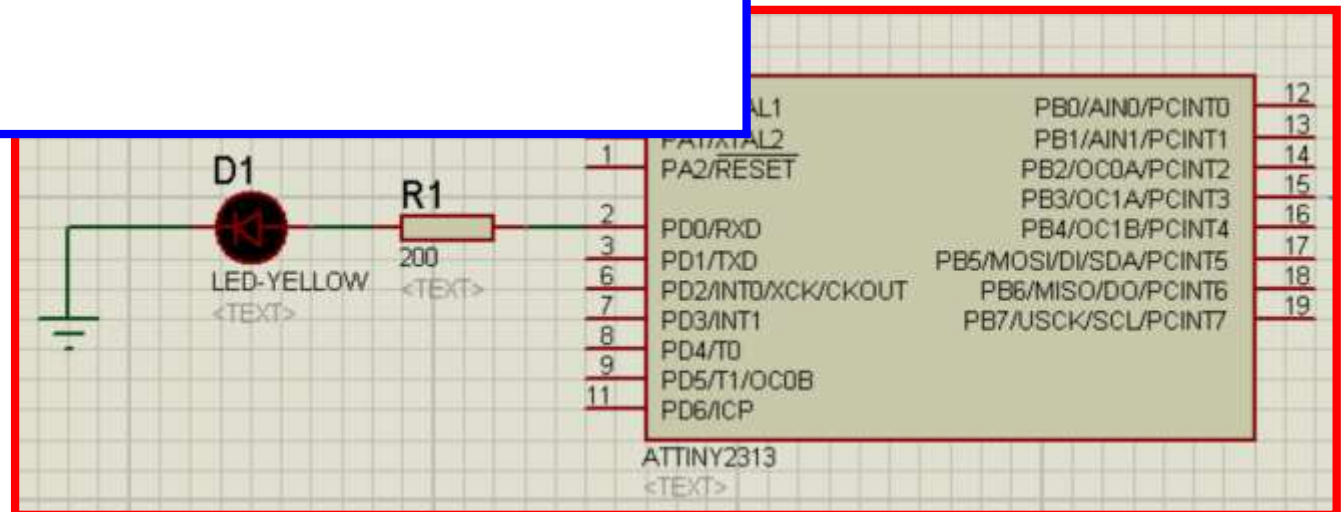 D1
LED-YELLOW
<TEXT>
R1
200
<TEXT>
AL1
PA1/XTAL2
1
PA2/RESET
2
PD0/RXD
3
PD1/TXD
6
PD2/INT0/XCK/CKOUT
7
PD3/INT1
8
PD4/T0
9
PD5/T1/OC0B
11
PD6/ICP
PB0/AIN0/PCINT0
12
PB1/AIN1/PCINT1
13
PB2/OC0A/PCINT2
14
PB3/OC1A/PCINT3
15
PB4/OC1B/PCINT4
16
PB5/MOSI/DI/SDA/PCINT5
17
PB6/MISO/DO/PCINT6
18
PB7/USCK/SCL/PCINT7
19
ATTINY2313
<TEXT>